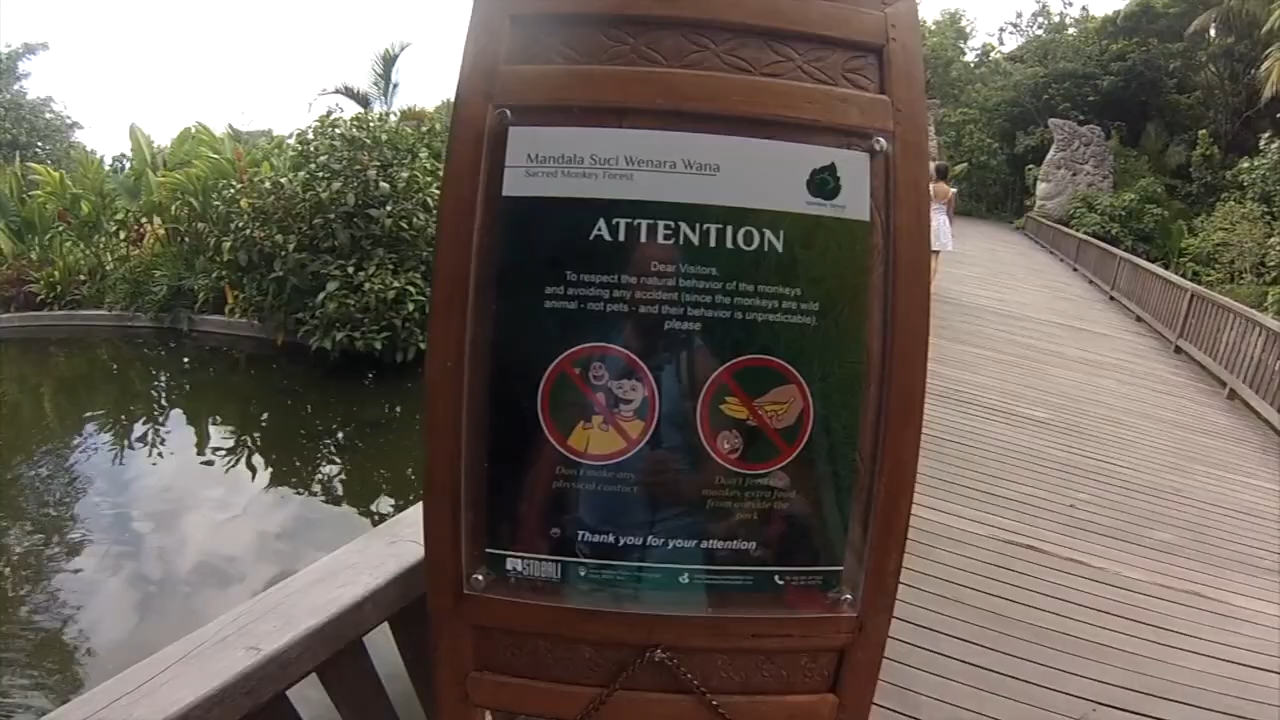 Mandala Suci Wenara Wana
Sacred Monkey Forest
ATTENTION
Dear Visitors,
To respect the natural behavior of the monkeys
and avoiding any accident (since the monkeys are wild
animal - not pets - and their behavior is unpredictable),
please
Don't make any
physical contact
Don't feed the
monkey extra food
from outside the
park
Thank you for your attention
STOBALI